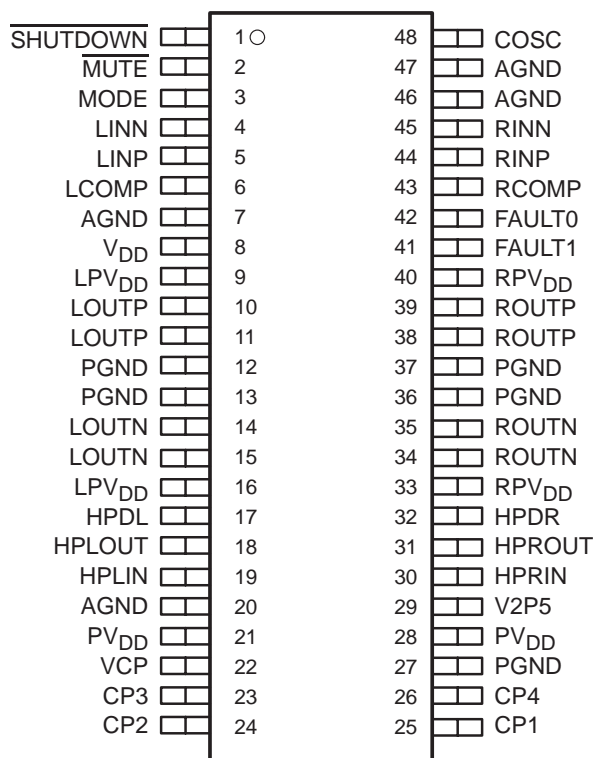 SHUTDOWN 1 48 COSC
MUTE 2 47 AGND
MODE 3 46 AGND
LINN 4 45 RINN
LINP 5 44 RINP
LCOMP 6 43 RCOMP
AGND 7 42 FAULT0
VDD 8 41 FAULT1
LPVDD 9 40 RPVDD
LOUTP 10 39 ROUTP
LOUTP 11 38 ROUTP
PGND 12 37 PGND
PGND 13 36 PGND
LOUTN 14 35 ROUTN
LOUTN 15 34 ROUTN
LPVDD 16 33 RPVDD
HPDL 17 32 HPDR
HPLOUT 18 31 HPROUT
HPLIN 19 30 HPRIN
AGND 20 29 V2P5
PVDD 21 28 PVDD
VCP 22 27 PGND
CP3 23 26 CP4
CP2 24 25 CP1